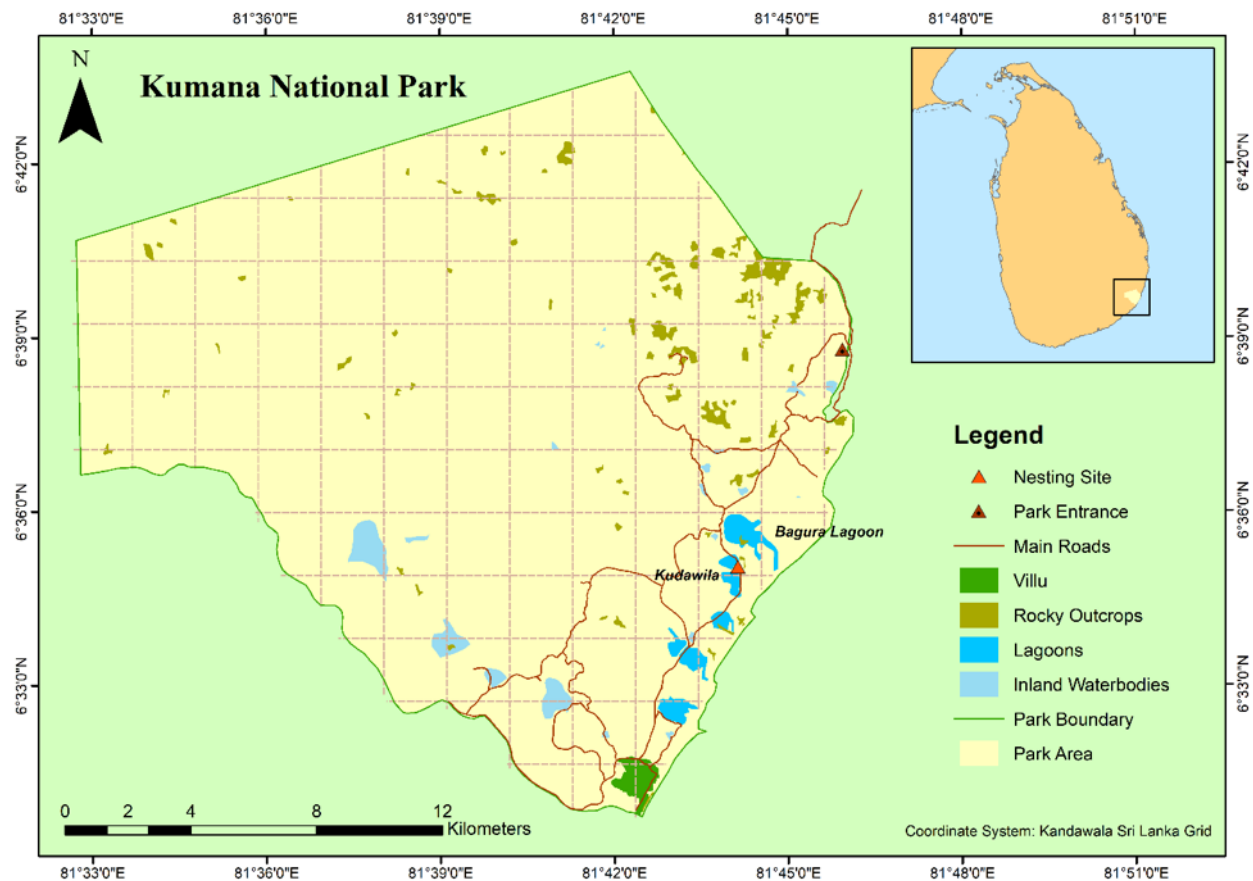 81°33'0"E 81°36'0"E 81°39'0"E 81°42'0"E 81°45'0"E 81°48'0"E 81°51'0"E
N
Kumana National Park
6°42'0"N 6°42'0"N
6°39'0"N 6°39'0"N
Legend
Nesting Site
6°36'0"N Park Entrance 6°36'0"N
Bagura Lagoon
Main Roads
Kudawila
Villu
Rocky Outcrops
Lagoons
6°33'0"N Inland Waterbodies 6°33'0"N
Park Boundary
Park Area
0 2 4 8 12
Kilometers
Coordinate System: Kandawala Sri Lanka Grid
81°33'0"E 81°36'0"E 81°39'0"E 81°42'0"E 81°45'0"E 81°48'0"E 81°51'0"E